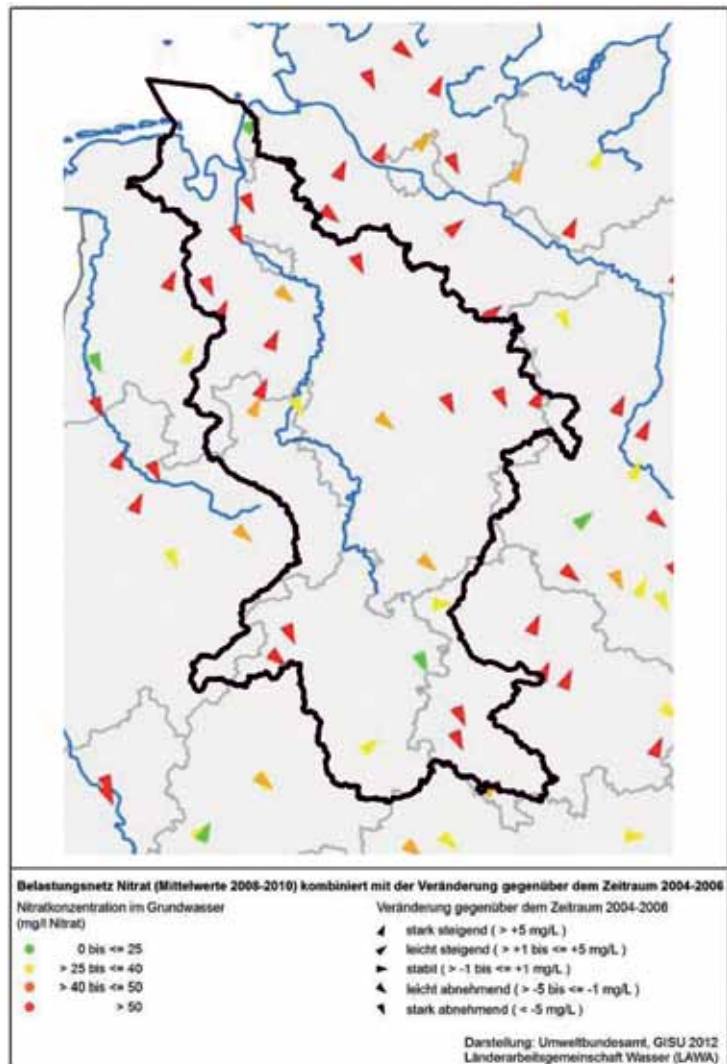 Belastungsnetz Nitrat (Mittelwerte 2008-2010) kombiniert mit der Veränderung gegenüber dem Zeitraum 2004-2006
Nitratkonzentration im Grundwasser
(mg/l Nitrat)
0 bis <= 25
> 25 bis <= 40
> 40 bis <= 50
> 50
Veränderung gegenüber dem Zeitraum 2004-2006
stark steigend ( > +5 mg/L )
leicht steigend ( > +1 bis <= +5 mg/L )
stabil ( > -1 bis <= +1 mg/L )
leicht abnehmend ( > -5 bis <= -1 mg/L )
stark abnehmend ( < -5 mg/L )
Darstellung: Umweltbundesamt, GISU 2012
Länderarbeitsgemeinschaft Wasser (LAWA)